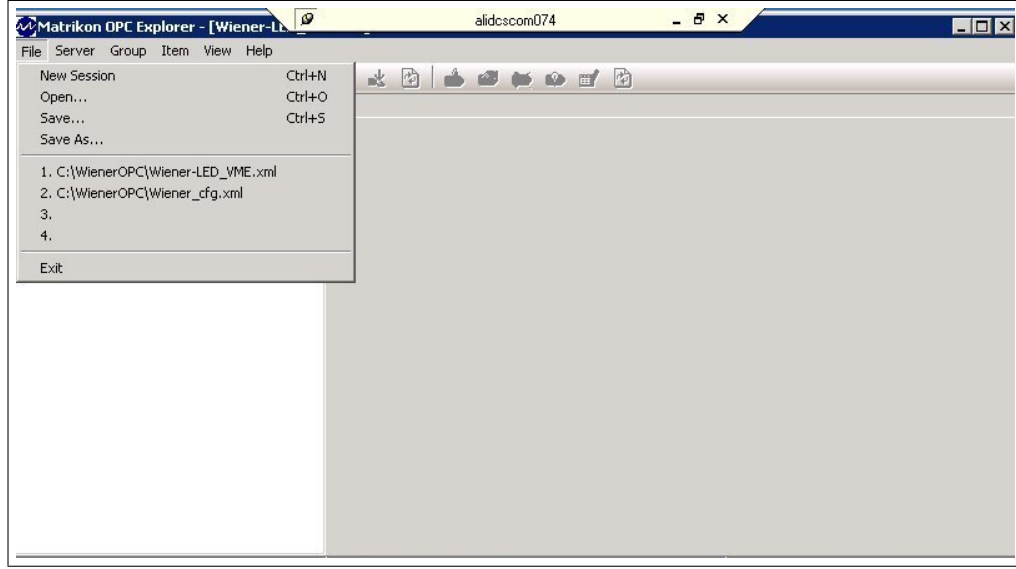 alidcscom074
Matrikon OPC Explorer - [Wiener-L
File Server Group Item View Help
New Session Ctrl+N
Open... Ctrl+O
Save... Ctrl+S
Save As...
1. C:\WienerOPC\Wiener-LED_VME.xml
2. C:\WienerOPC\Wiener_cfg.xml
3.
4.
Exit